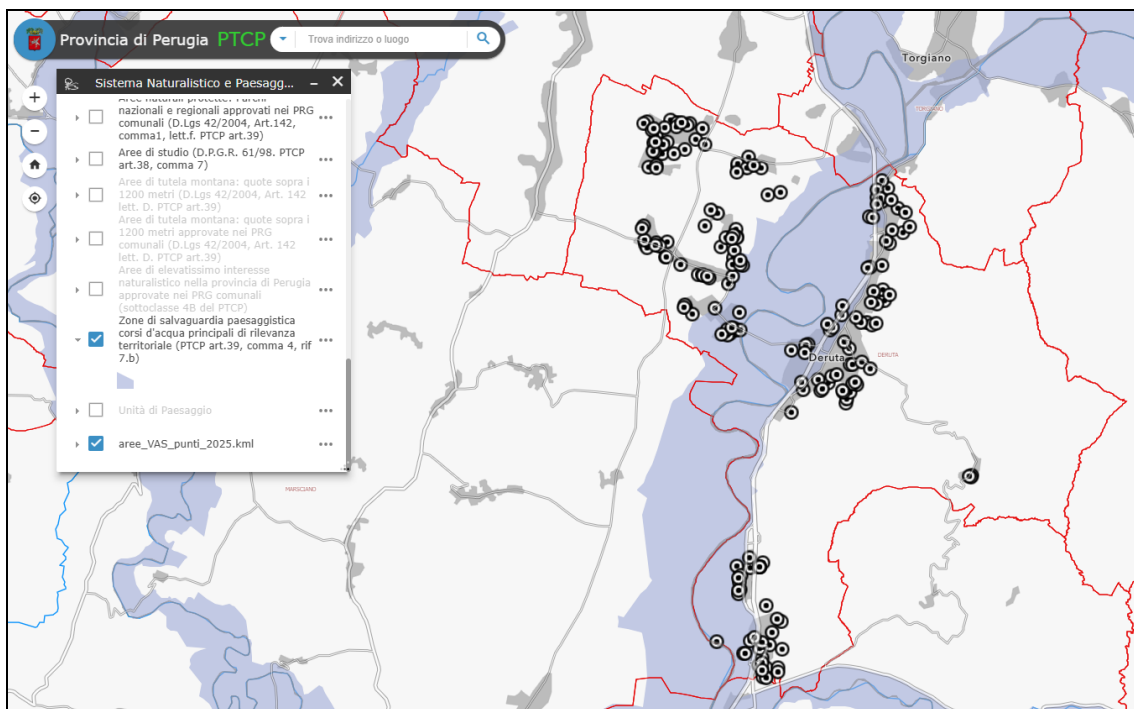 Provincia di Perugia PTCP
Trova indirizzo o luogo
Sistema Naturalistico e Paesagg...
Aree naturali protette: Parchi
nazionali e regionali approvati nei PRG
comunali (D.Lgs 42/2004, Art.142,
comma1, lett.f. PTCP art.39)
Aree di studio (D.P.G.R. 61/98. PTCP
art.38, comma 7)
Aree di tutela montana: quote sopra i
1200 metri (D.Lgs 42/2004, Art. 142
lett. D. PTCP art.39)
Aree di tutela montana: quote sopra i
1200 metri approvate nei PRG
comunali (D.Lgs 42/2004, Art. 142
lett. D. PTCP art.39)
Aree di elevatissimo interesse
naturalistico nella provincia di Perugia
approvate nei PRG comunali
(sottoclasse 4B del PTCP)
Zone di salvaguardia paesaggistica
corsi d'acqua principali di rilevanza
territoriale (PTCP art.39, comma 4, rif
7.b)
Unità di Paesaggio
aree_VAS_punti_2025.kml
Torgiano
TORGIANO
Deruta
DERUTA
MARSCIANO